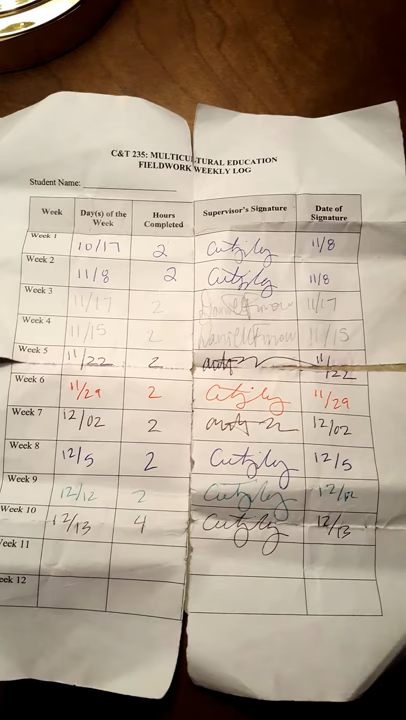 C&T 235: MULTICULTURAL EDUCATION
FIELDWORK WEEKLY LOG
Student Name:
Week Day(s) of the Week Hours Completed Supervisor's Signature Date of Signature
Week 1 10/17 2 11/8
Week 2 11/8 2 11/8
Week 3 11/17 2 11/17
Week 4 11/15 2 11/15
Week 5 11/22 2 11/22
Week 6 11/29 2 11/29
Week 7 12/02 2 12/02
Week 8 12/5 2 12/5
Week 9 12/12 2 12/12
Week 10 12/13 4 12/13
Week 11
Week 12